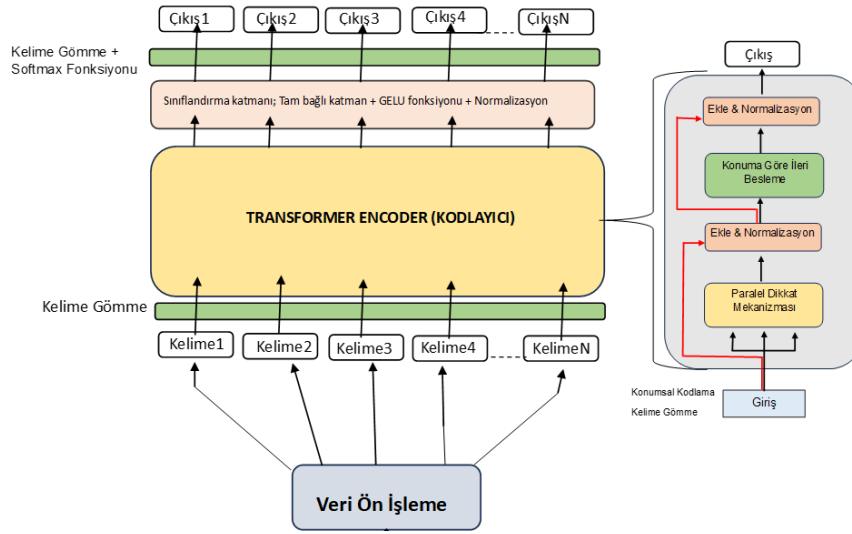 Çıkış1
Çıkış2
Çıkış3
Çıkış4
ÇıkışN
Kelime Gömme +
Softmax Fonksiyonu
Sınıflandırma katmanı; Tam bağlı katman + GELU fonksiyonu + Normalizasyon
TRANSFORMER ENCODER (KODLAYICI)
Kelime Gömme
Kelime1
Kelime2
Kelime3
Kelime4
KelimeN
Veri Ön İşleme
Çıkış
Ekle & Normalizasyon
Konuma Göre İleri
Besleme
Ekle & Normalizasyon
Paralel Dikkat
Mekanizması
Konumsal Kodlama
Kelime Gömme
Giriş